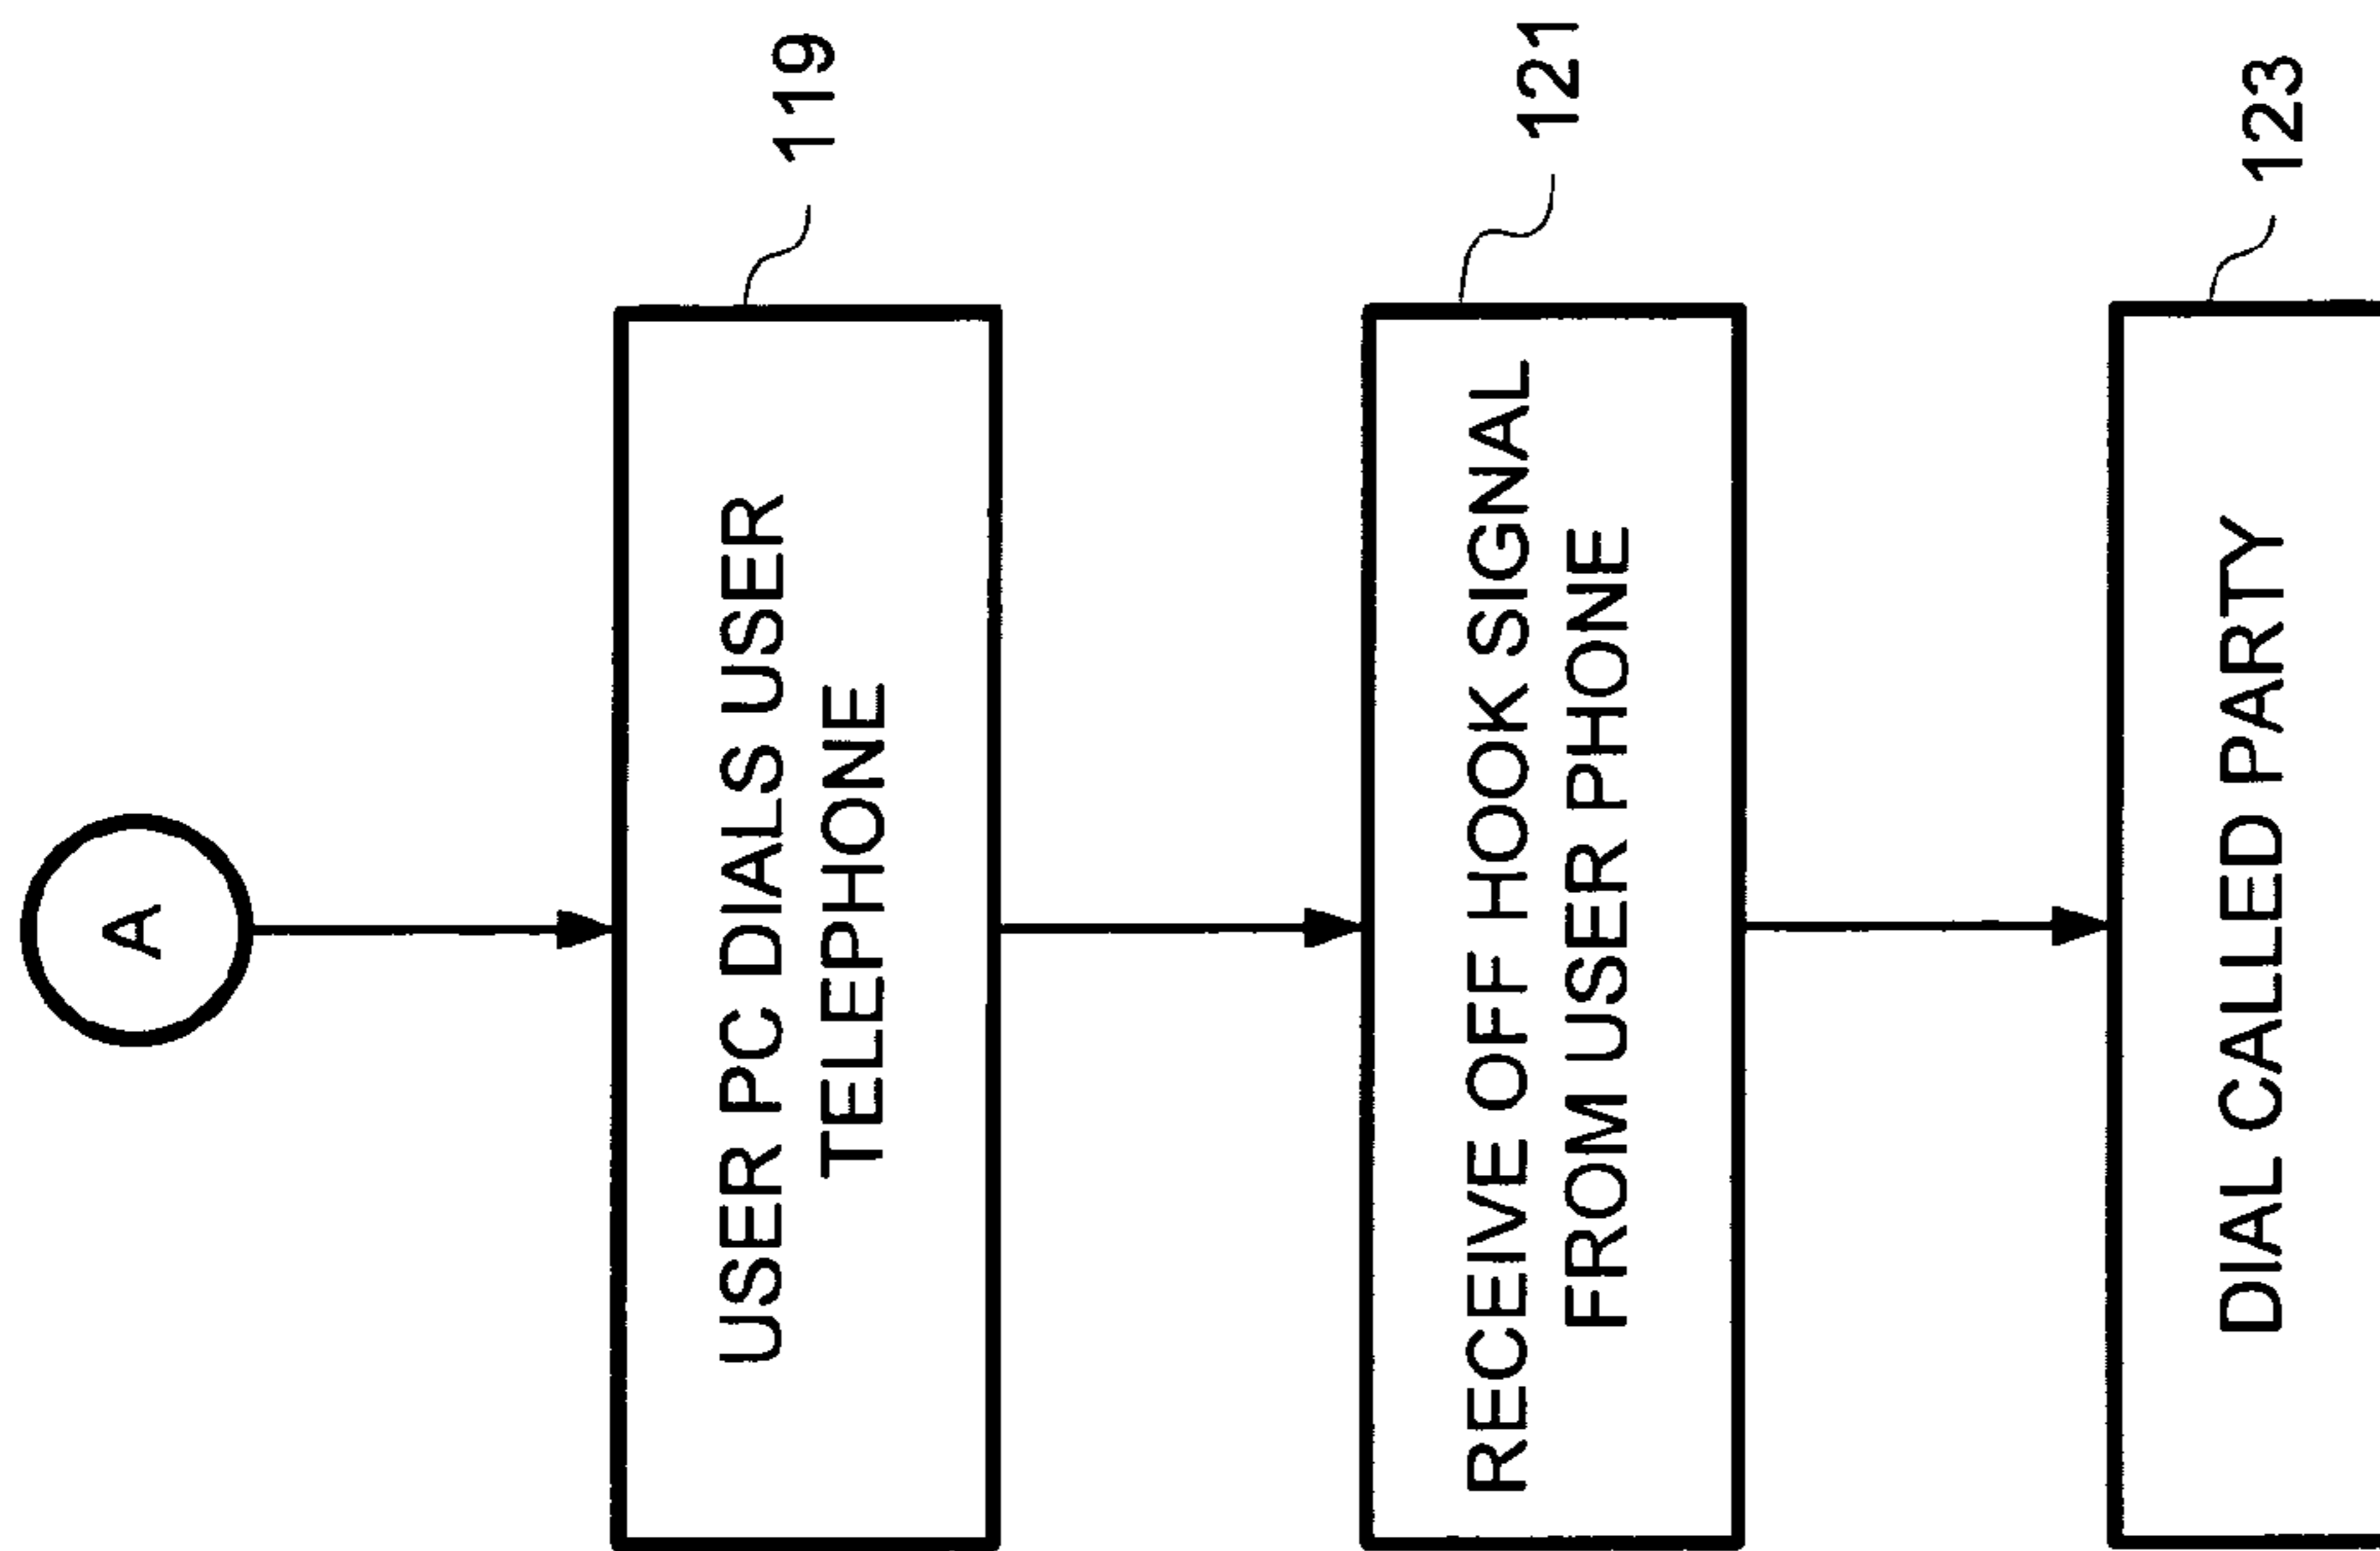 A
119
USER PC DIALS USER
TELEPHONE
121
RECEIVE OFF HOOK SIGNAL
FROM USER PHONE
123
DIAL CALLED PARTY